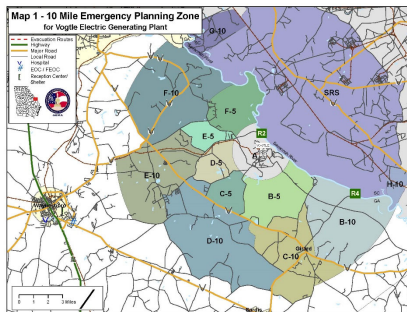 Map 1 - 10 Mile Emergency Planning Zone
for Vogtle Electric Generating Plant
Evacuation Routes
Highway
Major Road
Local Road
Hospital
EOC / FEOC
Reception Center/
Shelter
G-10
SRS
F-10
F-5
R2
E-5
D-5
E-10
H-10
R4
SC
GA
C-5
B-5
B-10
D-10
Girard
C-10
0 1 2 3 Miles